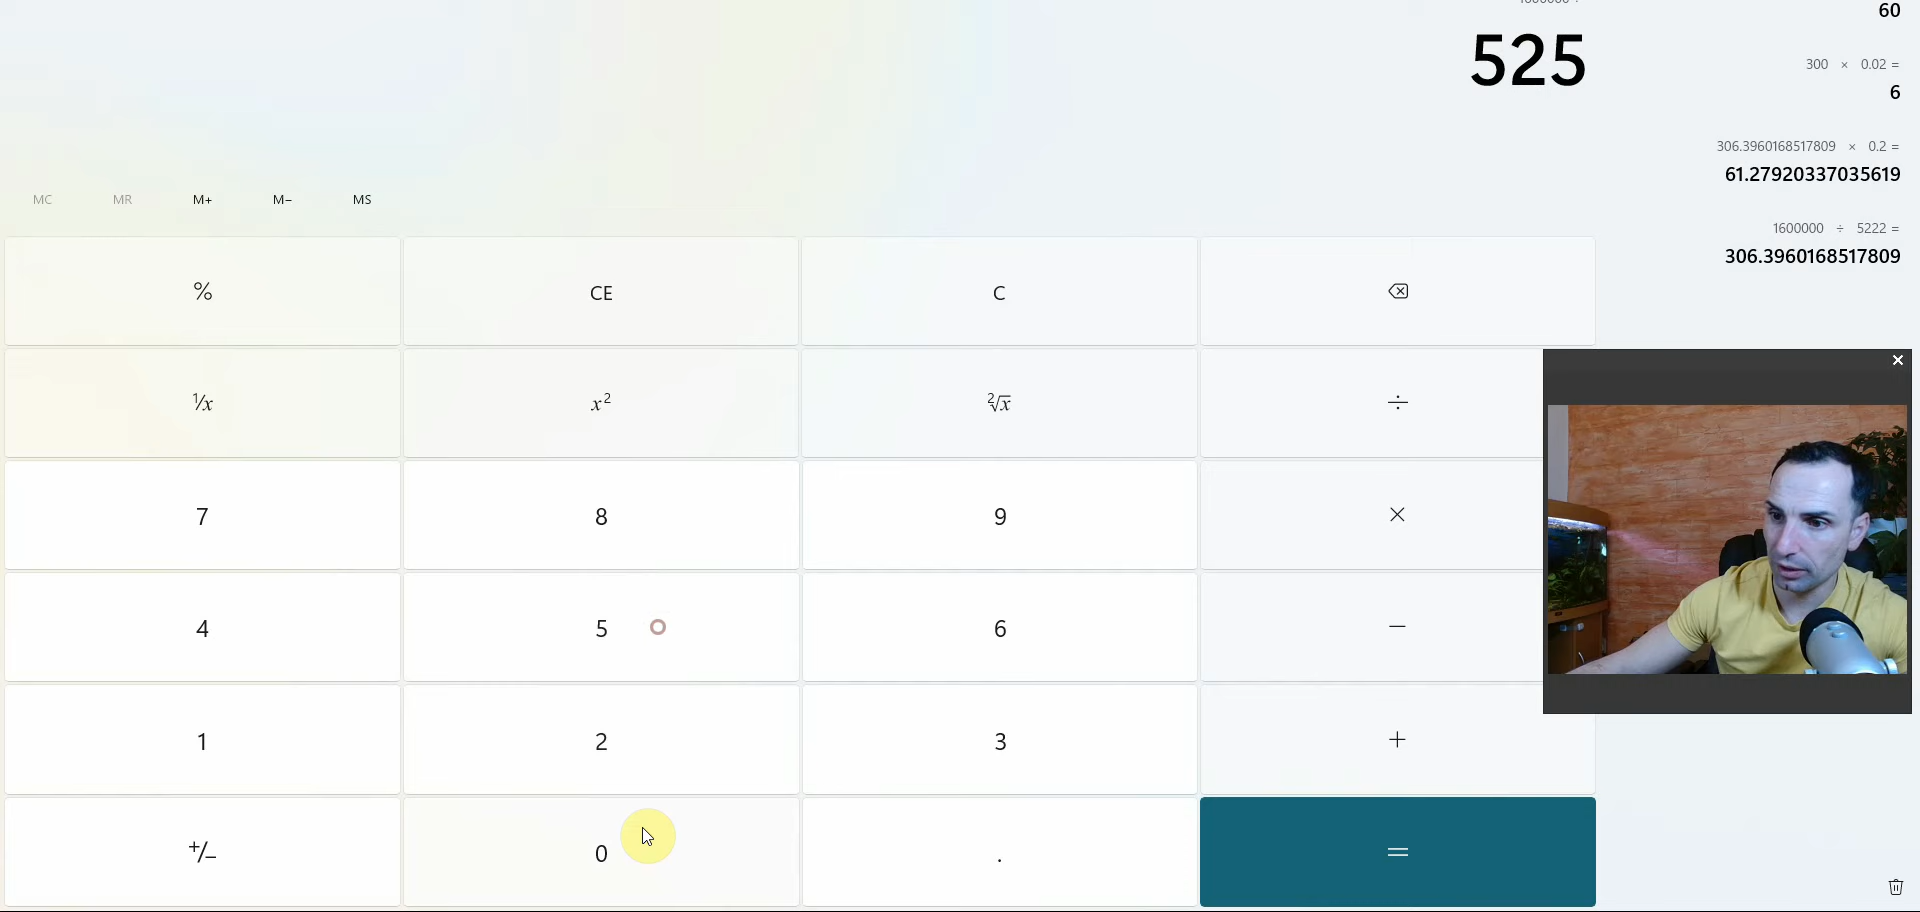 1600000 ÷
525
60
300 × 0.02 =
6
306.3960168517809 × 0.2 =
61.27920337035619
1600000 ÷ 5222 =
306.3960168517809
MC MR M+ M− MS
% CE C
⅟x x² ²√x ÷
7 8 9 ×
4 5 6 −
1 2 3 +
+/− 0 . =